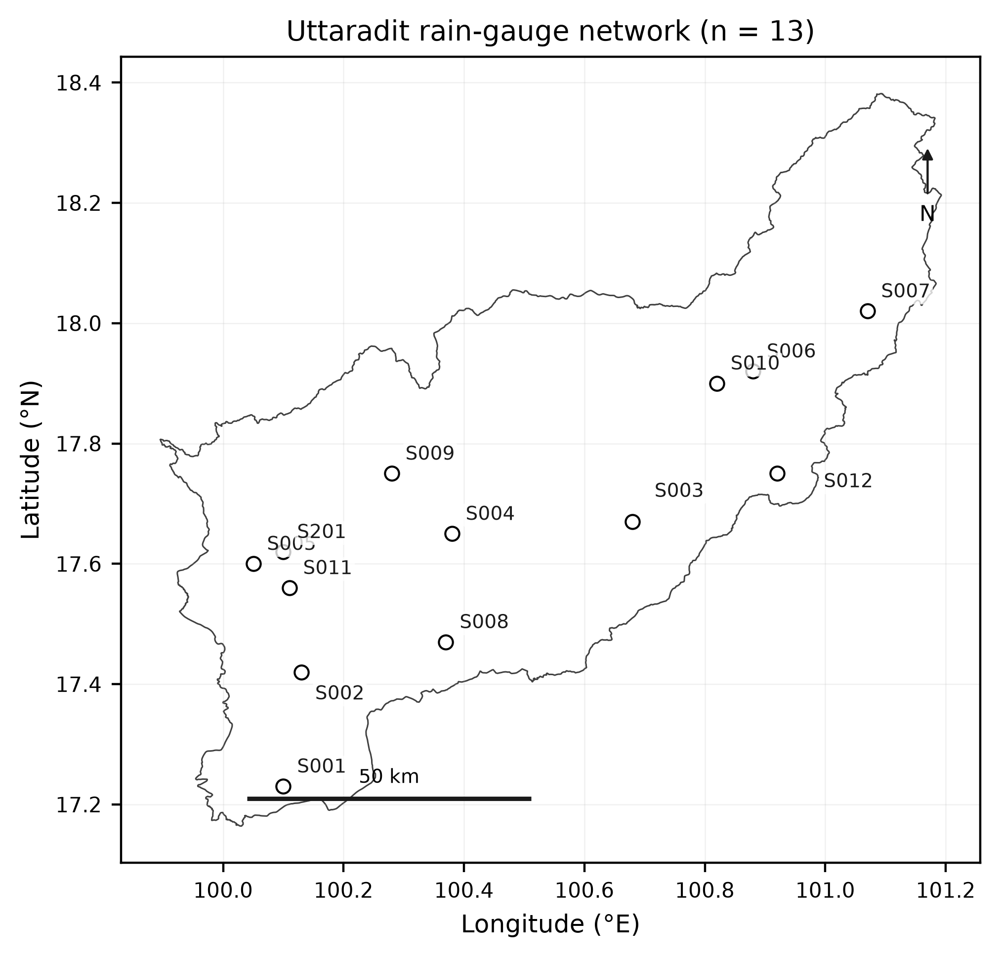 Uttaradit rain-gauge network (n = 13)
18.4
18.2
N
S007
18.0
S006
S010
17.8
S009
S012
S003
S004
S201
S005
17.6
S011
S008
17.4
S002
S001
50 km
17.2
100.0
100.2
100.4
100.6
100.8
101.0
101.2
Longitude (°E)
Latitude (°N)